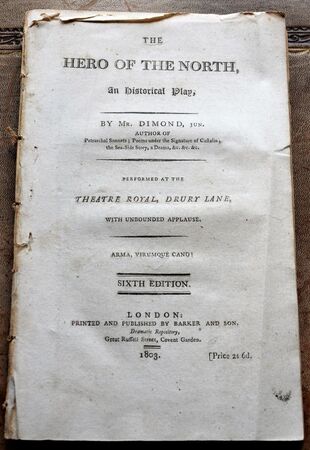 THE
HERO OF THE NORTH,
An Historical Play,
BY MR. DIMOND, JUN.
AUTHOR OF
Petrarchal Sonnets; Poems under the Signature of Castalio;
the Sea-Side Story, a Drama, &c. &c. &c.
PERFORMED AT THE
THEATRE ROYAL, DRURY LANE,
WITH UNBOUNDED APPLAUSE.
ARMA, VIRUMQUE CANO!
SIXTH EDITION.
LONDON:
PRINTED AND PUBLISHED BY BARKER AND SON,
Dramatic Repository,
Great Russell Street, Covent Garden.
1803. [Price 2s 6d.